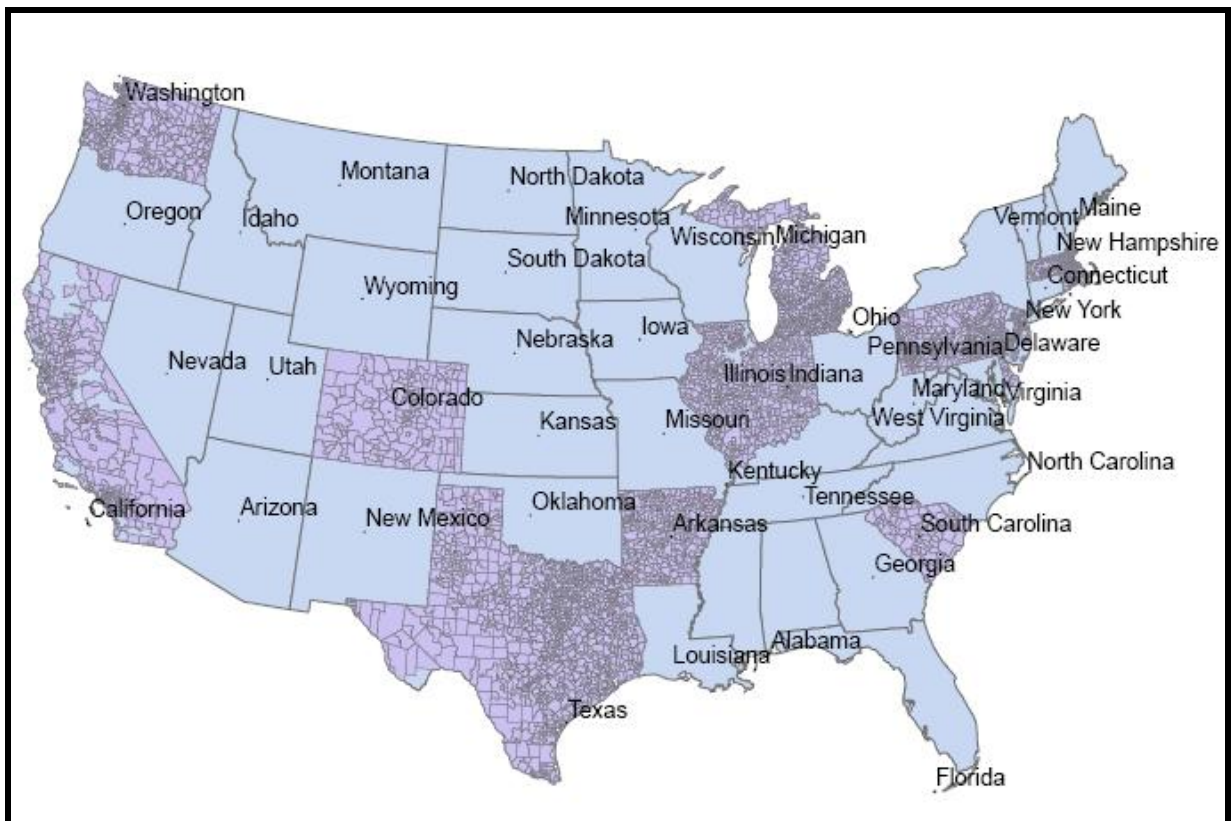 Washington
Montana
North Dakota
Oregon
Idaho
Minnesota
Vermont
Maine
Wisconsin
Michigan
New Hampshire
South Dakota
Connecticut
Wyoming
New York
Ohio
Iowa
Nebraska
Nevada
Utah
Pennsylvania
Delaware
Illinois
Indiana
Colorado
Maryland
Virginia
Kansas
Missouri
West Virginia
Kentucky
North Carolina
California
Arizona
New Mexico
Oklahoma
Tennessee
Arkansas
South Carolina
Georgia
Louisiana
Alabama
Texas
Florida